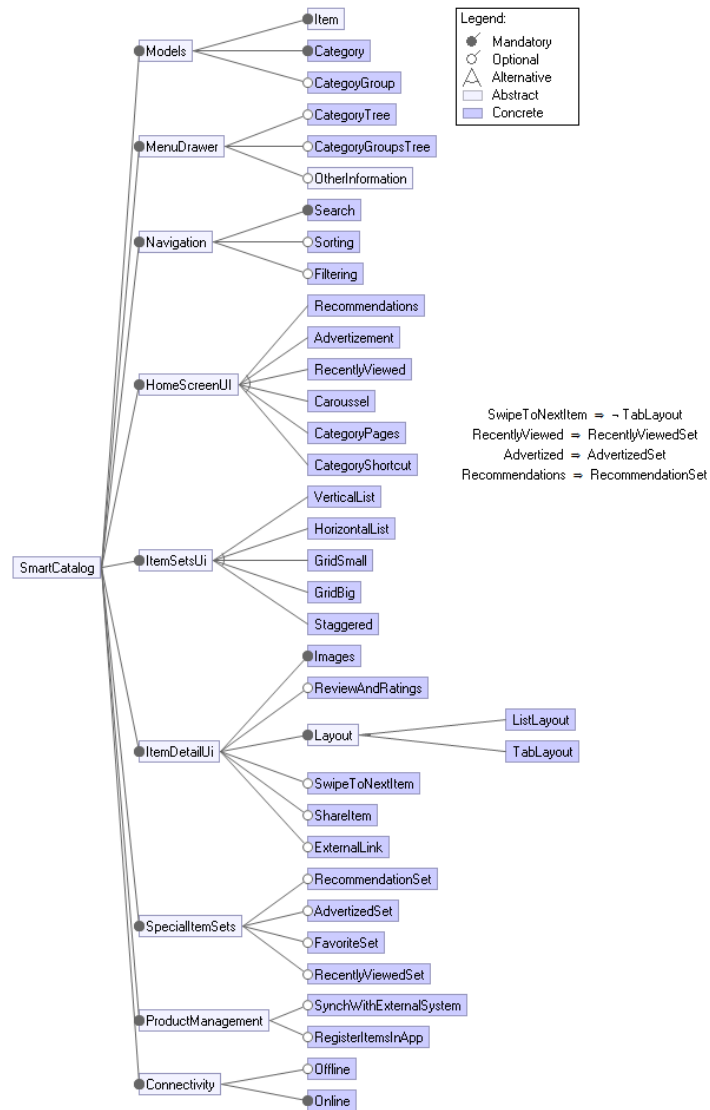 Legend:
Mandatory
Optional
Alternative
Abstract
Concrete
SmartCatalog
Models
Item
Category
CategoyGroup
MenuDrawer
CategoryTree
CategoryGroupsTree
OtherInformation
Navigation
Search
Sorting
Filtering
HomeScreenUI
Recommendations
Advertizement
RecentlyViewed
Caroussel
CategoryPages
CategoryShortcut
ItemSetsUi
VerticalList
HorizontalList
GridSmall
GridBig
Staggered
ItemDetailUi
Images
ReviewAndRatings
Layout
ListLayout
TabLayout
SwipeToNextItem
ShareItem
ExternalLink
SpecialItemSets
RecommendationSet
AdvertizedSet
FavoriteSet
RecentlyViewedSet
ProductManagement
SynchWithExternalSystem
RegisterItemsInApp
Connectivity
Offline
Online
SwipeToNextItem ⇒ ¬ TabLayout
RecentlyViewed ⇒ RecentlyViewedSet
Advertized ⇒ AdvertizedSet
Recommendations ⇒ RecommendationSet